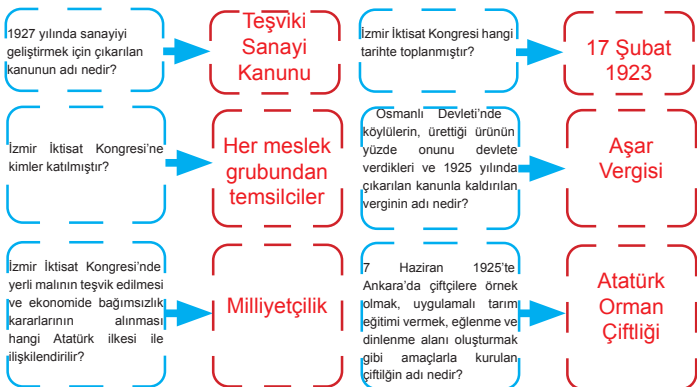 1927 yılında sanayiyi
geliştirmek için çıkarılan
kanunun adı nedir?
Teşviki
Sanayi
Kanunu
İzmir İktisat Kongresi hangi
tarihte toplanmıştır?
17 Şubat
1923
İzmir İktisat Kongresi’ne
kimler katılmıştır?
Her meslek
grubundan
temsilciler
Osmanlı Devleti’nde
köylülerin, ürettiği ürünün
yüzde onunu devlete
verdikleri ve 1925 yılında
çıkarılan kanunla kaldırılan
verginin adı nedir?
Aşar
Vergisi
İzmir İktisat Kongresi’nde
yerli malının teşvik edilmesi
ve ekonomide bağımsızlık
kararlarının alınması
hangi Atatürk ilkesi ile
ilişkilendirilir?
Milliyetçilik
7 Haziran 1925’te
Ankara’da çiftçilere örnek
olmak, uygulamalı tarım
eğitimi vermek, eğlenme ve
dinlenme alanı oluşturmak
gibi amaçlarla kurulan
çiftilğin adı nedir?
Atatürk
Orman
Çiftliği